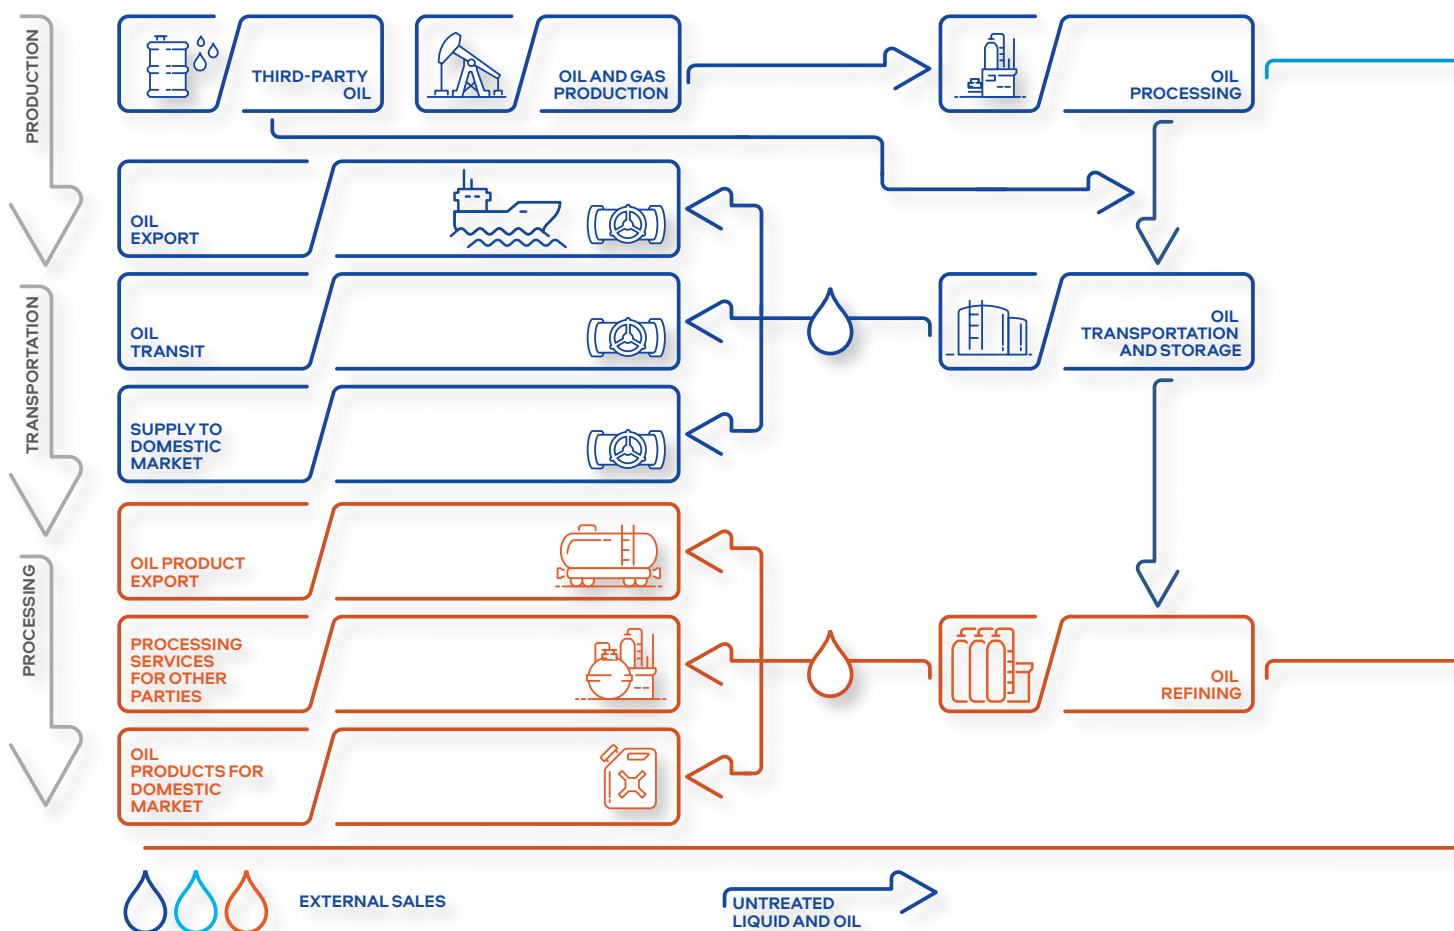 PRODUCTION
THIRD-PARTY
OIL
OIL AND GAS
PRODUCTION
OIL
PROCESSING
TRANSPORTATION
OIL
EXPORT
OIL
TRANSIT
SUPPLY TO
DOMESTIC
MARKET
OIL
TRANSPORTATION
AND STORAGE
PROCESSING
OIL PRODUCT
EXPORT
PROCESSING
SERVICES
FOR OTHER
PARTIES
OIL
PRODUCTS FOR
DOMESTIC
MARKET
OIL
REFINING
EXTERNAL SALES
UNTREATED
LIQUID AND OIL